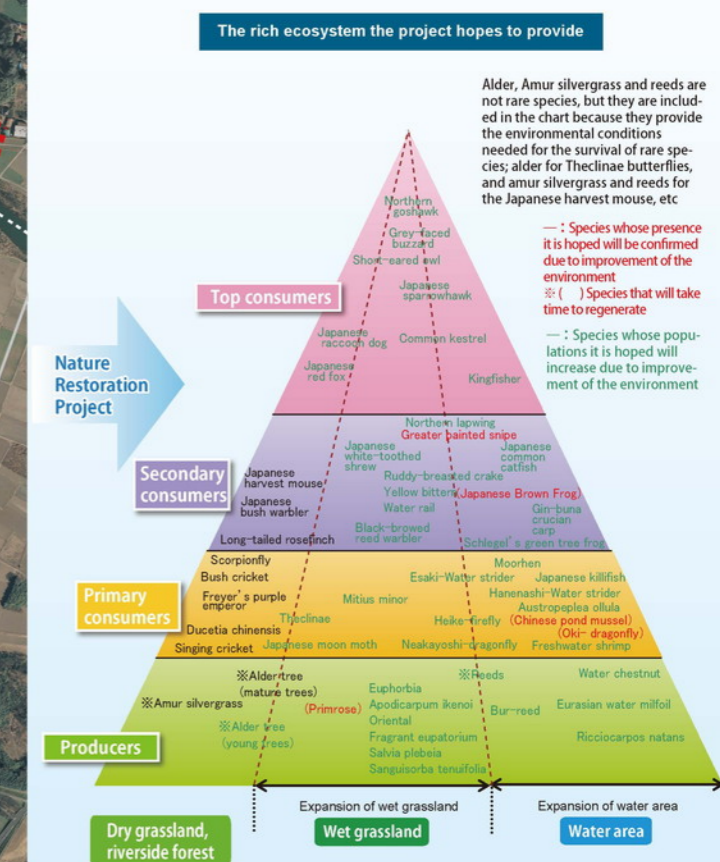 The rich ecosystem the project hopes to provide
Alder, Amur silvergrass and reeds are
not rare species, but they are includ-
ed in the chart because they provide
the environmental conditions
needed for the survival of rare spe-
cies; alder for Theclinae butterflies,
and amur silvergrass and reeds for
the Japanese harvest mouse, etc
—：Species whose presence
it is hoped will be confirmed
due to improvement of the
environment
※( ) Species that will take
time to regenerate
—：Species whose popu-
lations it is hoped will
increase due to improve-
ment of the environment
Nature
Restoration
Project
Top consumers
Northern
goshawk
Grey-faced
buzzard
Short-eared owl
Japanese
sparrowhawk
Japanese
raccoon dog
Common kestrel
Japanese
red fox
Kingfisher
Secondary
consumers
Northern lapwing
Greater painted snipe
Japanese
white-toothed
shrew
Japanese
common
catfish
Japanese
harvest mouse
Ruddy-breasted crake
Yellow bittern
(Japanese Brown Frog)
Japanese
bush warbler
Water rail
Gin-buna
crucian
carp
Black-browed
reed warbler
Long-tailed rosefinch
Schlegel's green tree frog
Primary
consumers
Scorpionfly
Moorhen
Bush cricket
Esaki-Water strider
Japanese killifish
Freyer's purple
emperor
Mitius minor
Hanenashi-Water strider
Austropeplea ollula
Theclinae
Heike-firefly
(Chinese pond mussel)
Ducetia chinensis
(Oki- dragonfly)
Singing cricket
Japanese moon moth
Neakayoshi-dragonfly
Freshwater shrimp
Producers
※Alder tree
(mature trees)
※Reeds
Water chestnut
※Amur silvergrass
(Primrose)
Euphorbia
Apodicarpum ikenoi
Oriental
Fragrant eupatorium
Salvia plebeia
Sanguisorba tenuifolia
Bur-reed
Eurasian water milfoil
※Alder tree
(young trees)
Ricciocarpos natans
Expansion of wet grassland
Expansion of water area
Dry grassland,
riverside forest
Wet grassland
Water area